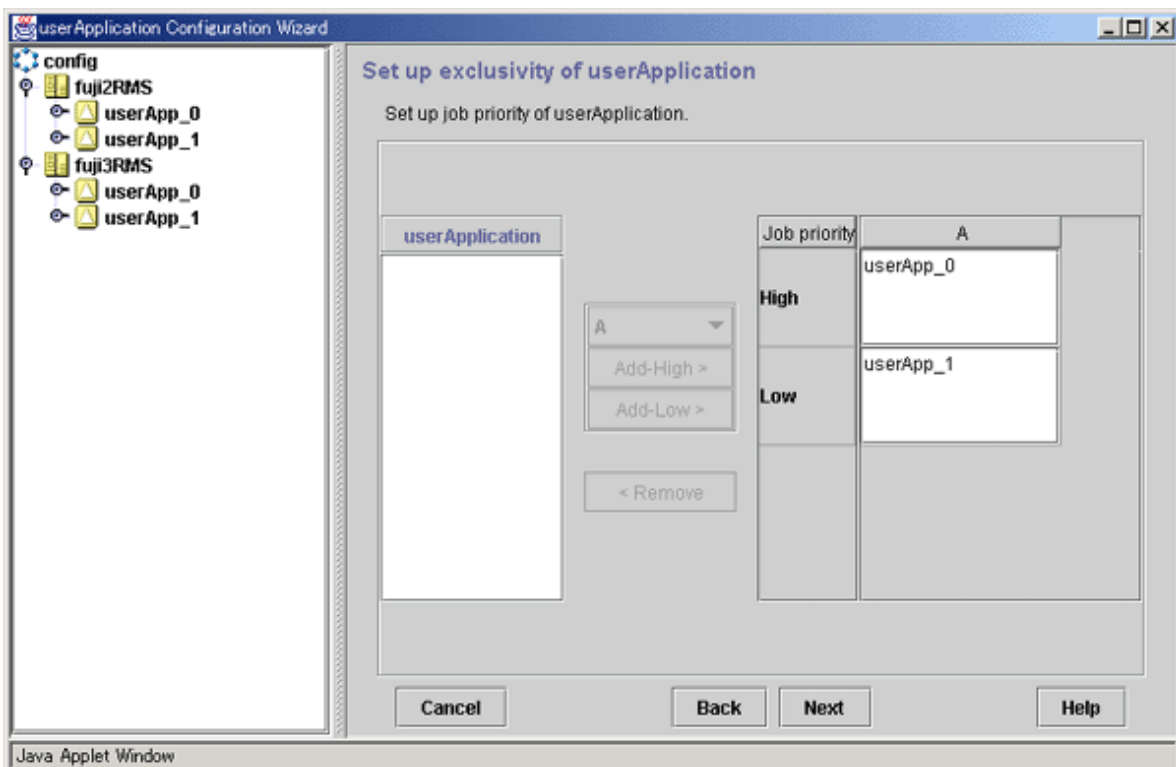 userApplication Configuration Wizard
config
fuji2RMS
userApp_0
userApp_1
fuji3RMS
userApp_0
userApp_1
Set up exclusivity of userApplication
Set up job priority of userApplication.
userApplication
A
Add-High >
Add-Low >
< Remove
Job priority
A
High
userApp_0
Low
userApp_1
Cancel
Back
Next
Help
Java Applet Window